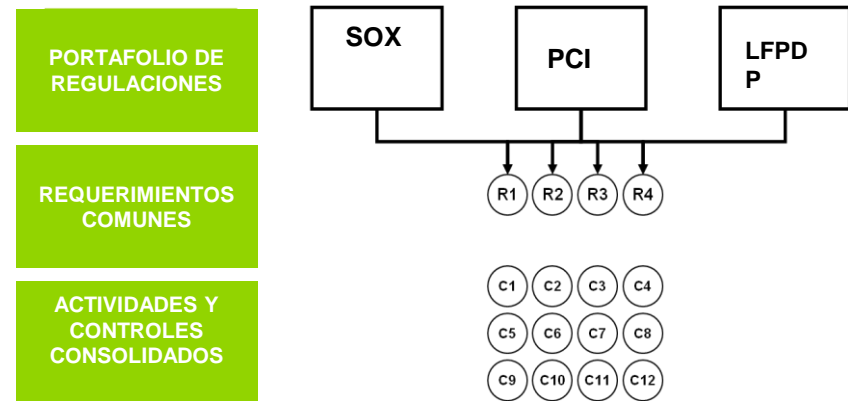 PORTAFOLIO DE
REGULACIONES
SOX
PCI
LFPD
P
REQUERIMIENTOS
COMUNES
R1 R2 R3 R4
ACTIVIDADES Y
CONTROLES
CONSOLIDADOS
C1 C2 C3 C4
C5 C6 C7 C8
C9 C10 C11 C12